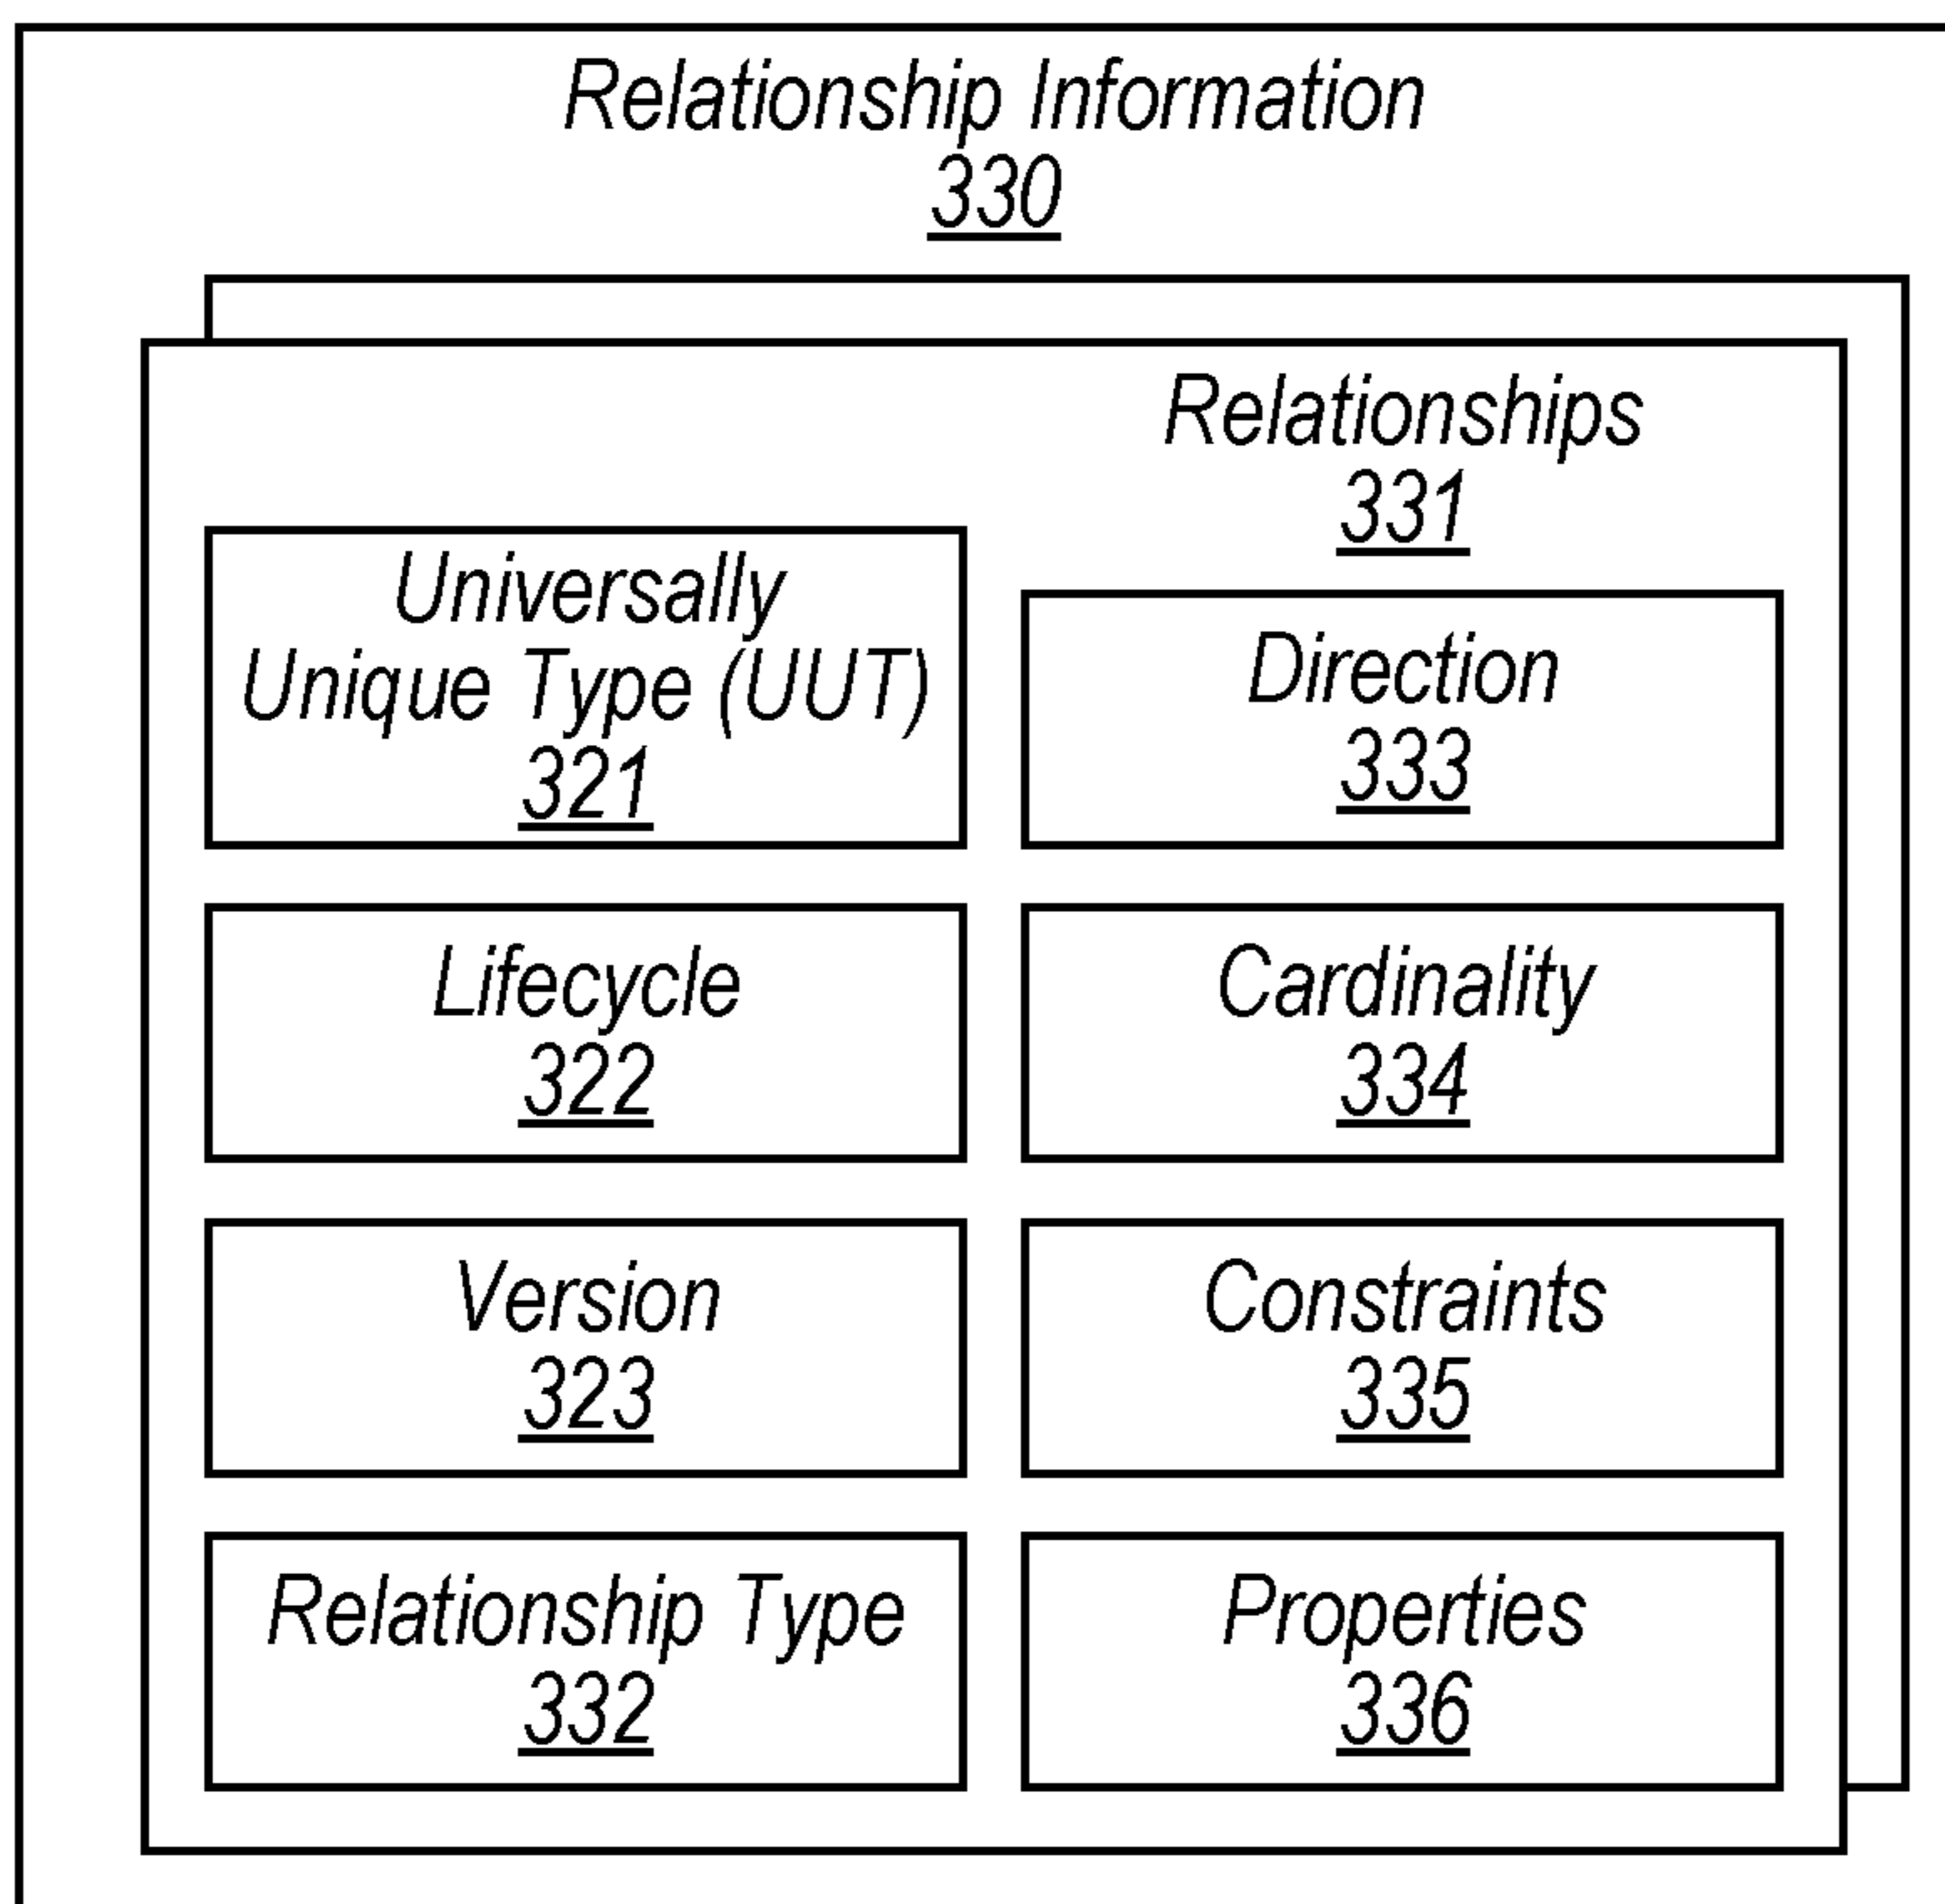 Relationship Information
330
Relationships
331
Universally
Unique Type (UUT)
321
Direction
333
Lifecycle
322
Cardinality
334
Version
323
Constraints
335
Relationship Type
332
Properties
336